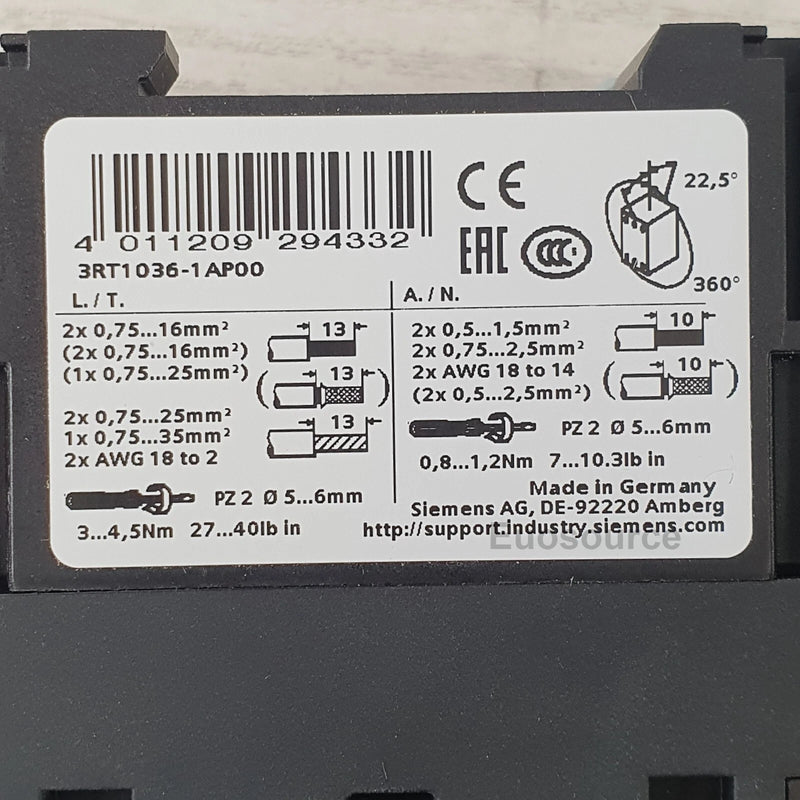 4 011209 294332
3RT1036-1AP00
CE
EAC
CCC
22,5°
360°
L. / T.
2x 0,75...16mm²
(2x 0,75...16mm²)
(1x 0,75...25mm²)
13
( 13 )
2x 0,75...25mm²
1x 0,75...35mm²
2x AWG 18 to 2
13
PZ 2 Ø 5...6mm
3...4,5Nm 27...40lb in
A. / N.
2x 0,5...1,5mm²
2x 0,75...2,5mm²
2x AWG 18 to 14
(2x 0,5...2,5mm²)
10
( 10 )
PZ 2 Ø 5...6mm
0,8...1,2Nm 7...10.3lb in
Made in Germany
Siemens AG, DE-92220 Amberg
http://support.industry.siemens.com
Euosource